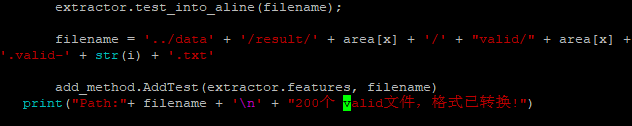 extractor.test_into_aline(filename);
filename = '../data' + '/result/' + area[x] + '/' + "valid/" + area[x] +
'.valid-' + str(i) + '.txt'
add_method.AddTest(extractor.features, filename)
print("Path:"+ filename + '\n' + "200个 valid文件，格式已转换!")